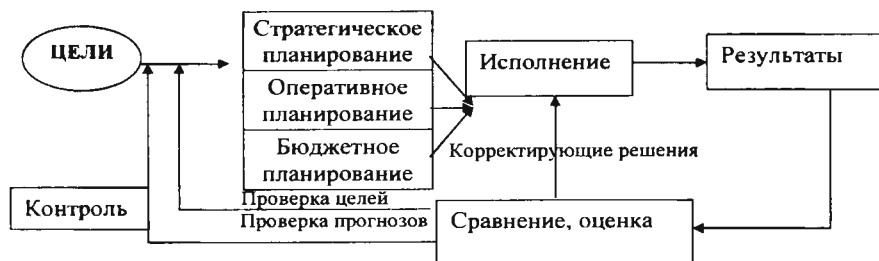 ЦЕЛИ
Стратегическое
планирование
Оперативное
планирование
Бюджетное
планирование
Исполнение
Результаты
Корректирующие решения
Проверка целей
Проверка прогнозов
Контроль
Сравнение, оценка